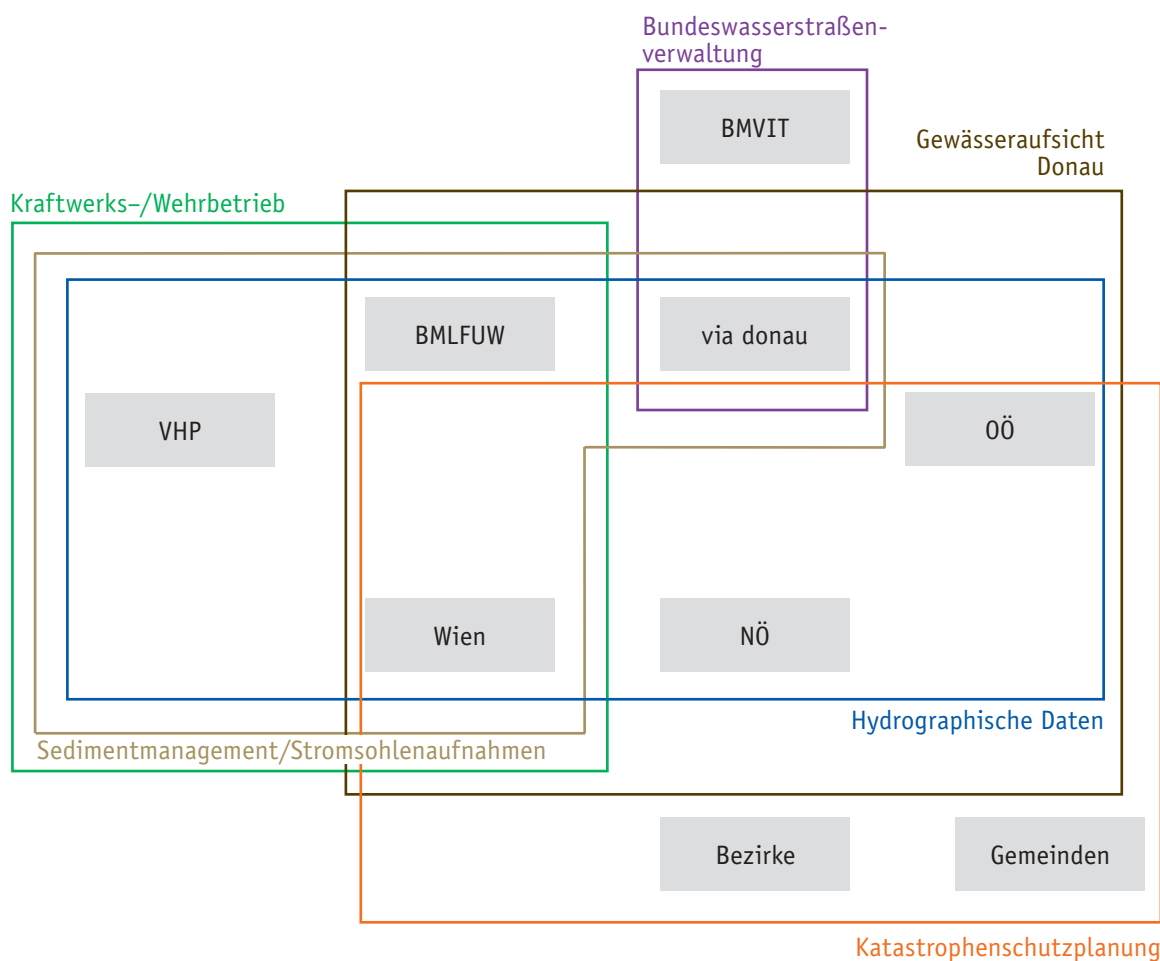 Bundeswasserstraßen-
verwaltung
BMVIT
Gewässeraufsicht
Donau
Kraftwerks–/Wehrbetrieb
BMLFUW
via donau
VHP
OÖ
Wien
NÖ
Hydrographische Daten
Sedimentmanagement/Stromsohlenaufnahmen
Bezirke
Gemeinden
Katastrophenschutzplanung